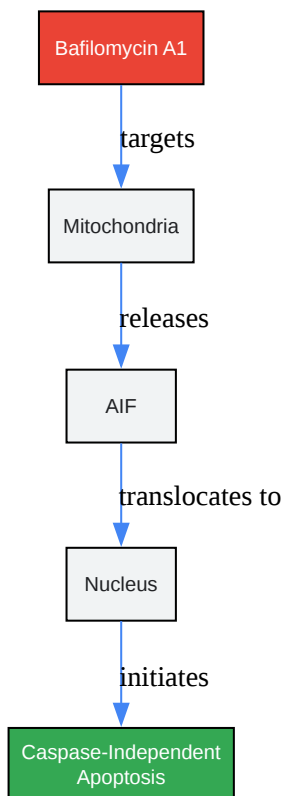 Bafilomycin A1
targets
Mitochondria
releases
AIF
translocates to
Nucleus
initiates
Caspase-Independent
Apoptosis